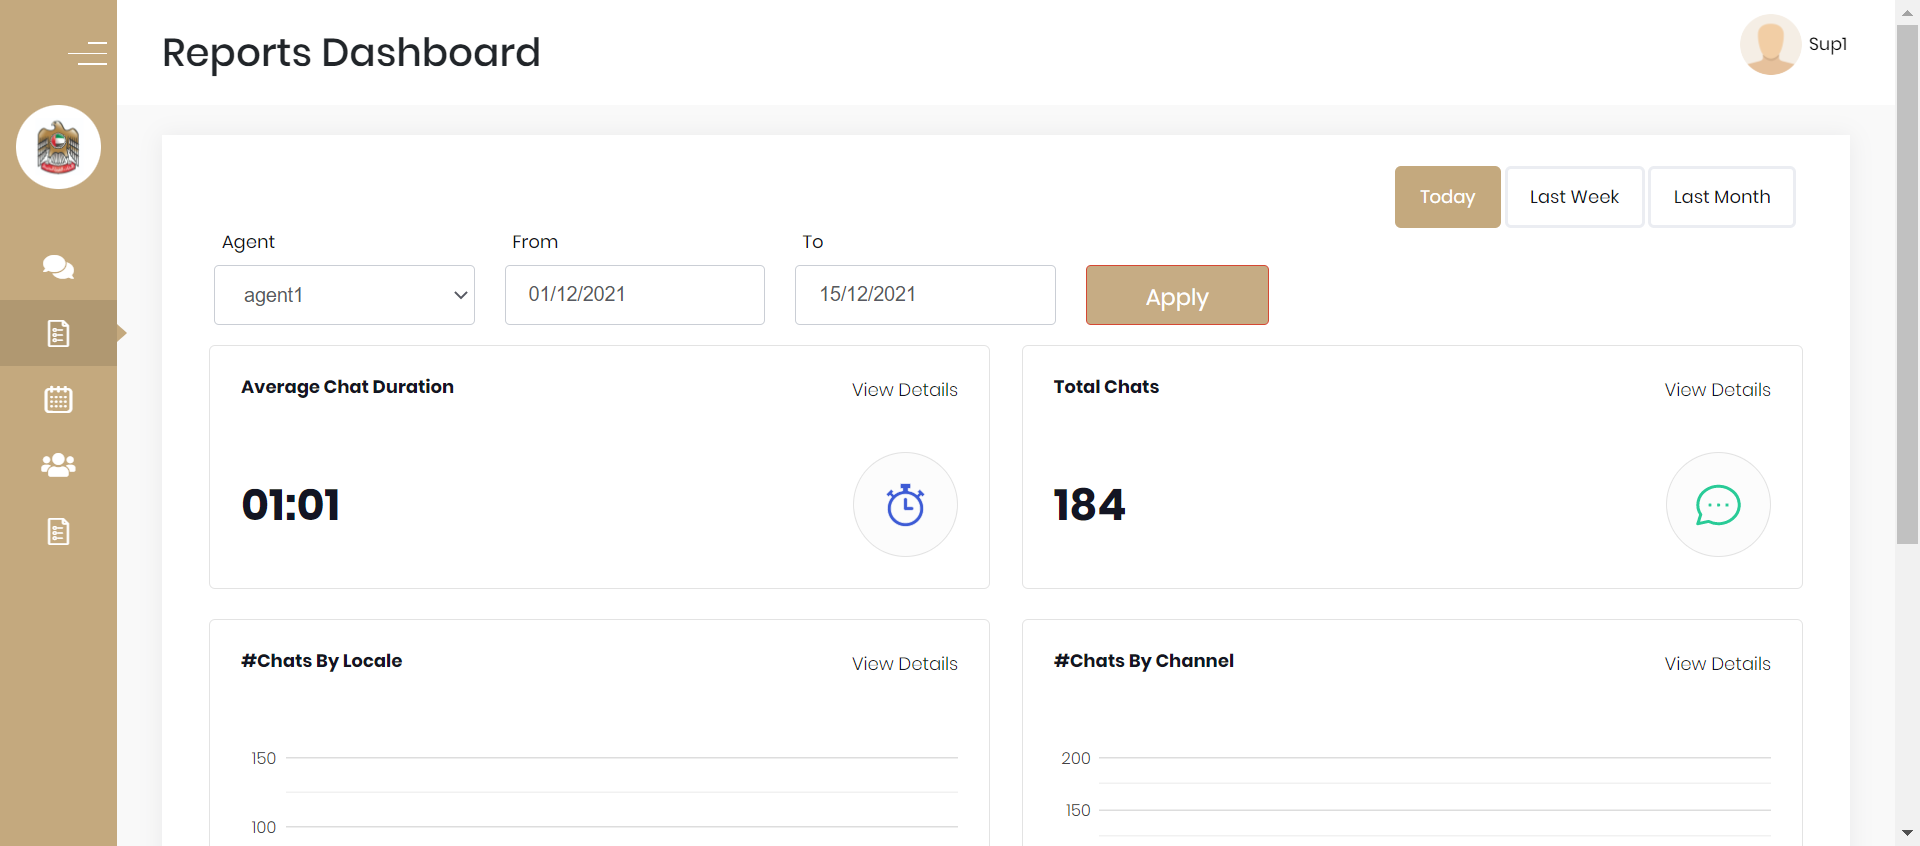 Reports Dashboard
Sup1
Today
Last Week
Last Month
Agent
From
To
agent1
01/12/2021
15/12/2021
Apply
Average Chat Duration
View Details
01:01
Total Chats
View Details
184
#Chats By Locale
View Details
150
100
#Chats By Channel
View Details
200
150